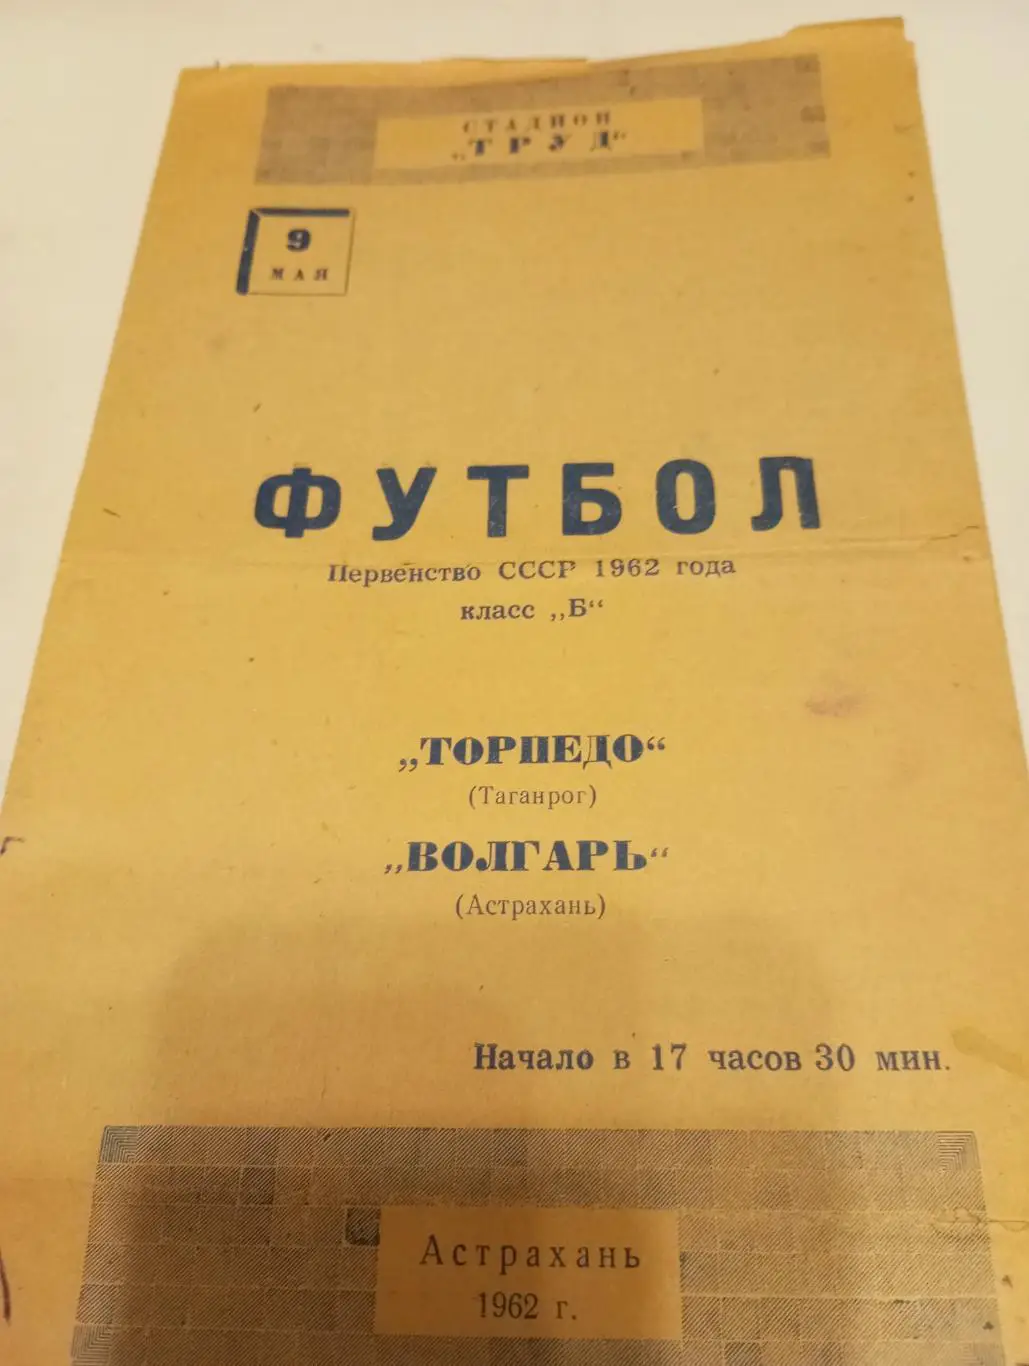 СТАДИОН
„ТРУД“
9
МАЯ
ФУТБОЛ
Первенство СССР 1962 года
класс „Б“
„ТОРПЕДО“
(Таганрог)
„ВОЛГАРЬ“
(Астрахань)
Начало в 17 часов 30 мин.
Астрахань
1962 г.